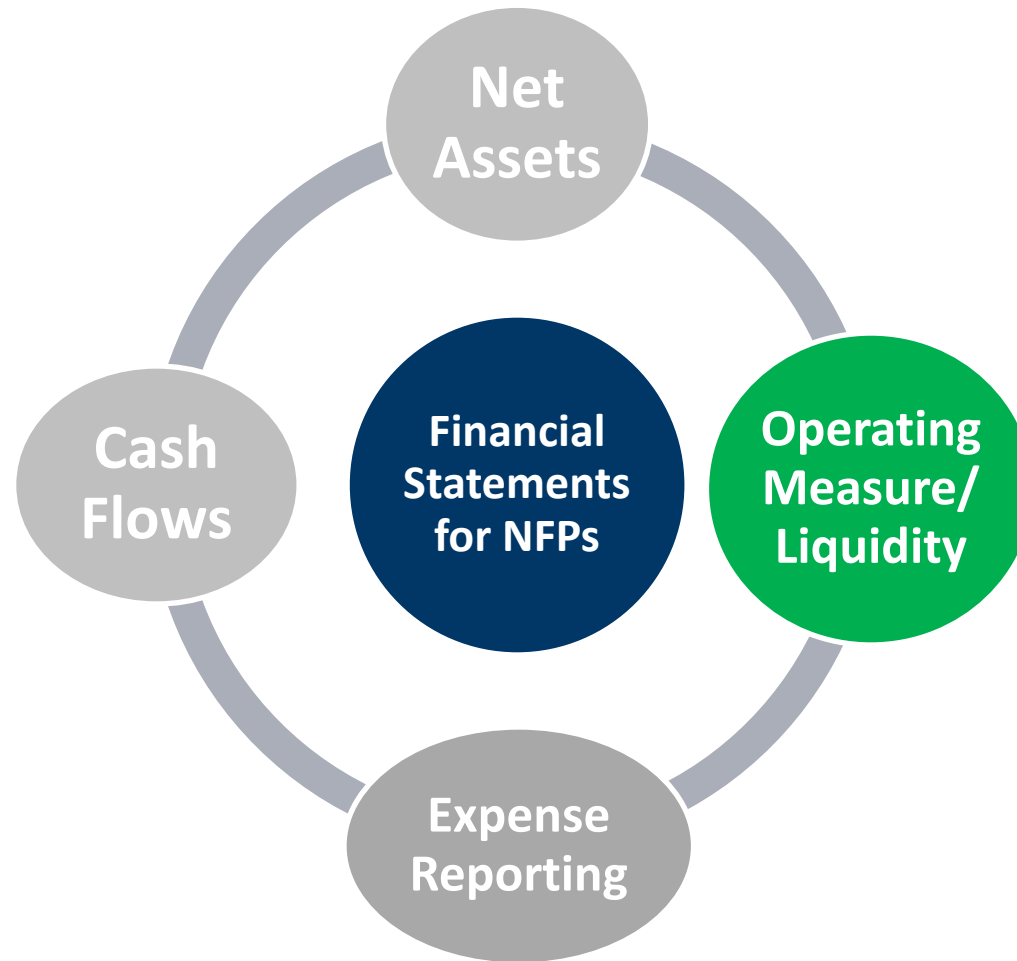 Net
Assets
Cash
Flows
Financial
Statements
for NFPs
Operating
Measure/
Liquidity
Expense
Reporting